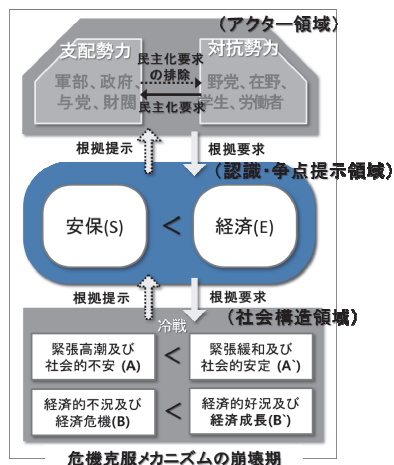 (アクター領域)
支配勢力
対抗勢力
民主化要求
の排除
軍部、政府、
与党、財閥
野党、在野、
学生、労働者
民主化要求
根拠提示
根拠要求
(認識・争点提示領域)
安保(S)
<
経済(E)
根拠提示
根拠要求
冷戦
(社会構造領域)
緊張高潮及び
社会的不安 (A)
<
緊張緩和及び
社会的安定 (A`)
経済的不況及び
経済危機(B)
<
経済的好況及び
経済成長(B`)
危機克服メカニズムの崩壊期